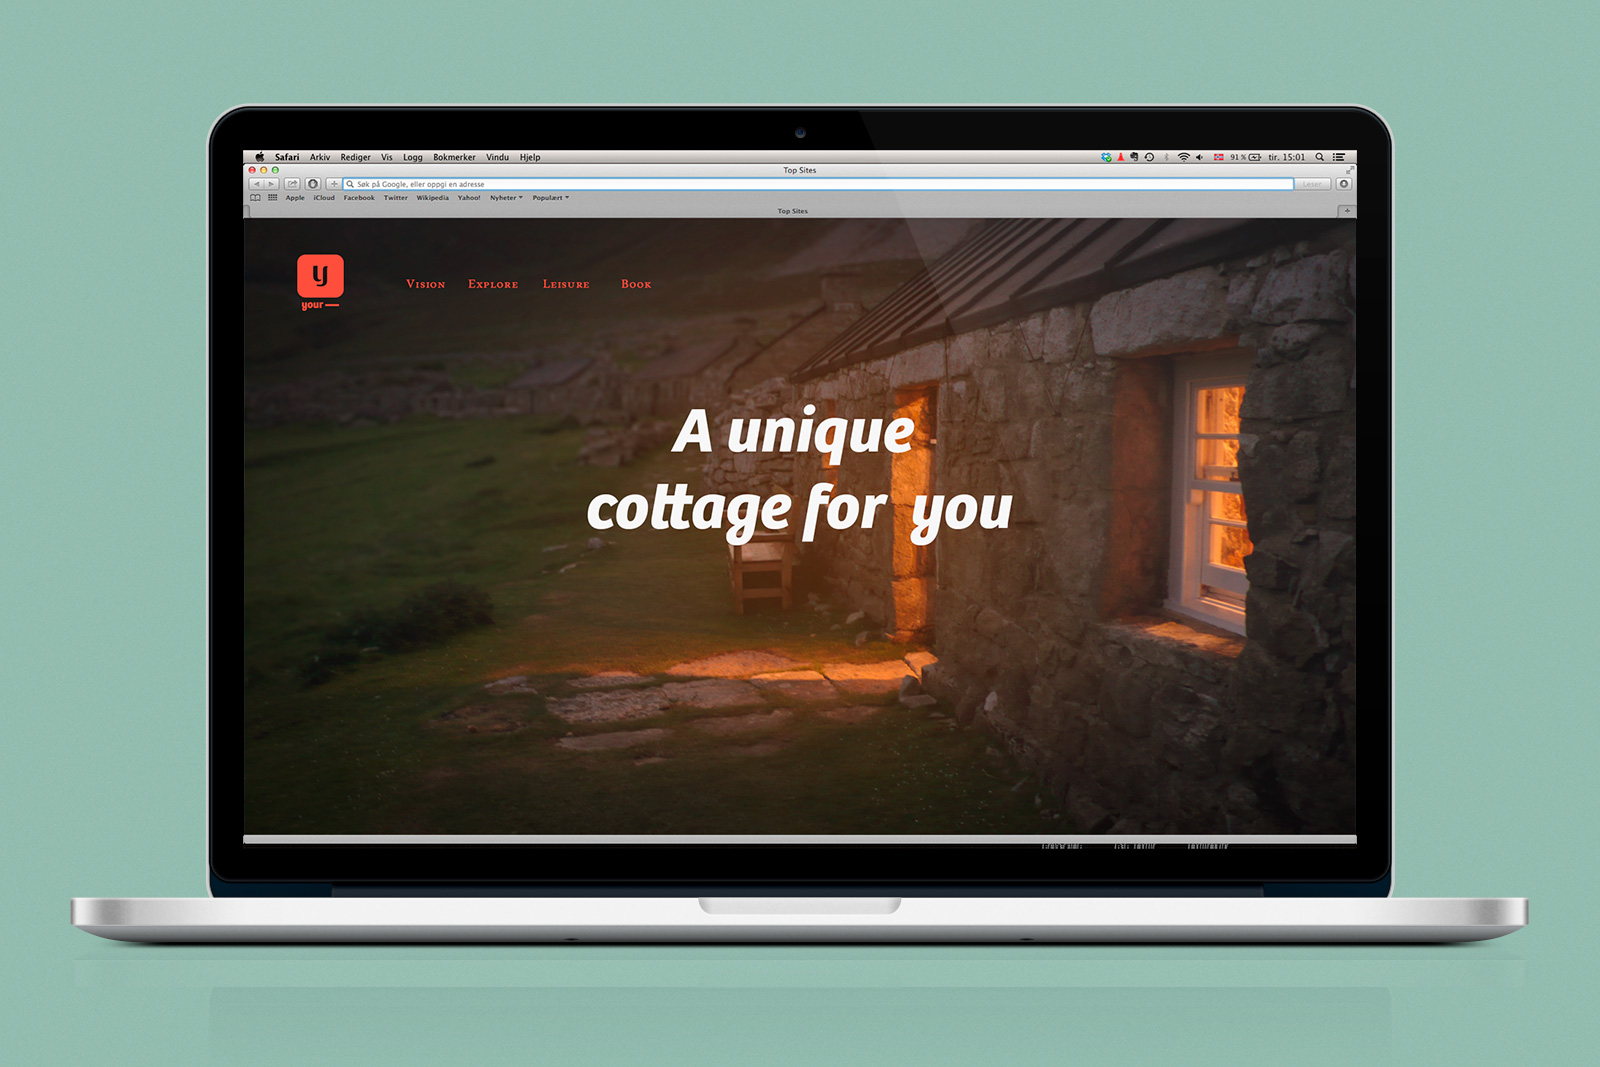 Safari Arkiv Rediger Vis Logg Bokmerker Vindu Hjelp 91 % tir. 15:01
Top Sites
Søk på Google, eller oppgi en adresse Leser
Apple iCloud Facebook Twitter Wikipedia Yahoo! Nyheter Populært
Top Sites
y
your
Vision Explore Leisure Book
A unique
cottage for you